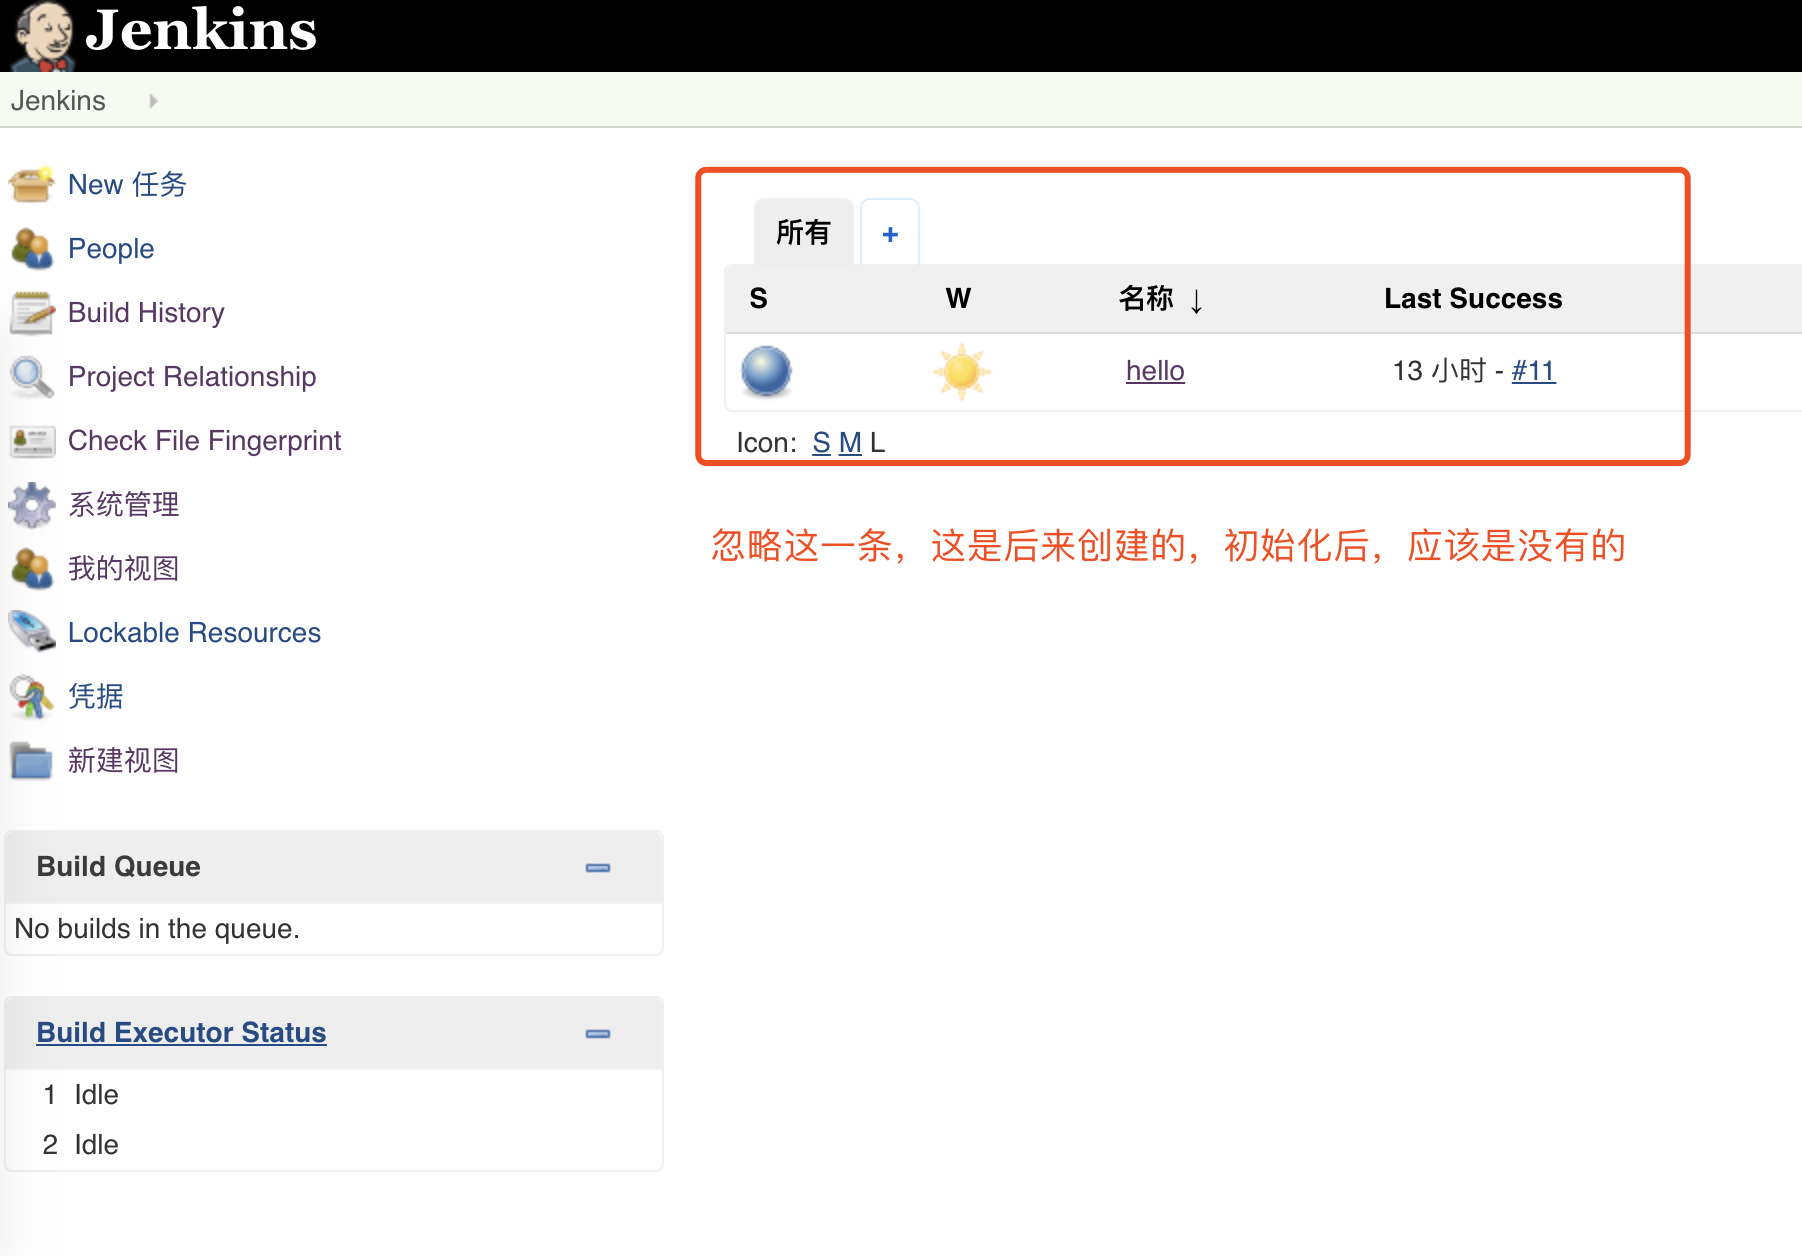 Jenkins
Jenkins
New 任务
People
Build History
Project Relationship
Check File Fingerprint
系统管理
我的视图
Lockable Resources
凭据
新建视图
Build Queue
No builds in the queue.
Build Executor Status
1 Idle
2 Idle
所有 +
S W 名称 ↓ Last Success
hello 13 小时 - #11
Icon: S M L
忽略这一条，这是后来创建的，初始化后，应该是没有的